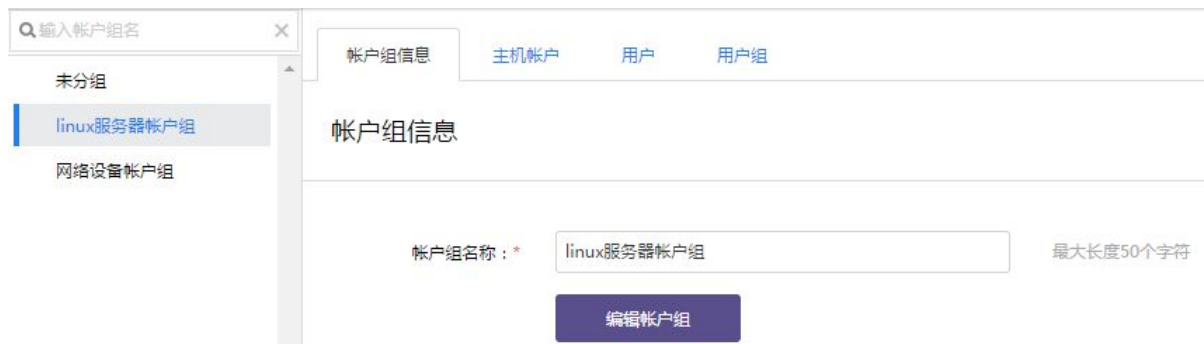 输入帐户组名
未分组
linux服务器帐户组
网络设备帐户组
帐户组信息 主机帐户 用户 用户组
帐户组信息
帐户组名称：* linux服务器帐户组 最大长度50个字符
编辑帐户组